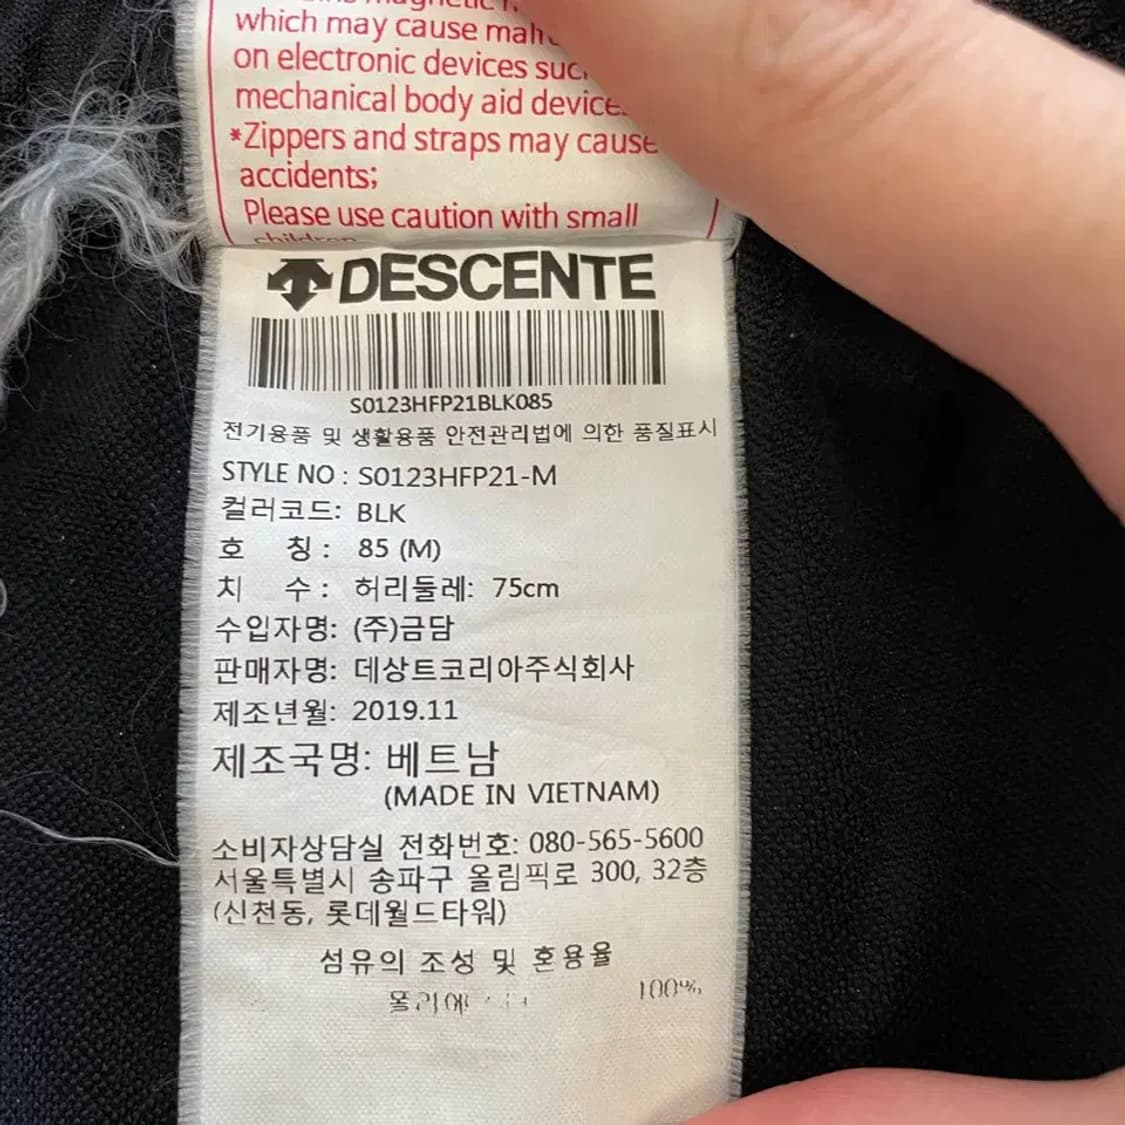 which may cause
on electronic devices
mechanical body aid
*Zippers and straps may cause
accidents;
Please use caution with small
children
DESCENTE
S0123HFP21BLK085
전기용품 및 생활용품 안전관리법에 의한 품질표시
STYLE NO : S0123HFP21-M
컬러코드: BLK
호 칭 : 85 (M)
치 수 : 허리둘레: 75cm
수입자명: (주)금담
판매자명: 데상트코리아주식회사
제조년월: 2019.11
제조국명: 베트남
(MADE IN VIETNAM)
소비자상담실 전화번호: 080-565-5600
서울특별시 송파구 올림픽로 300, 32층
(신천동, 롯데월드타워)
섬유의 조성 및 혼용율
100%